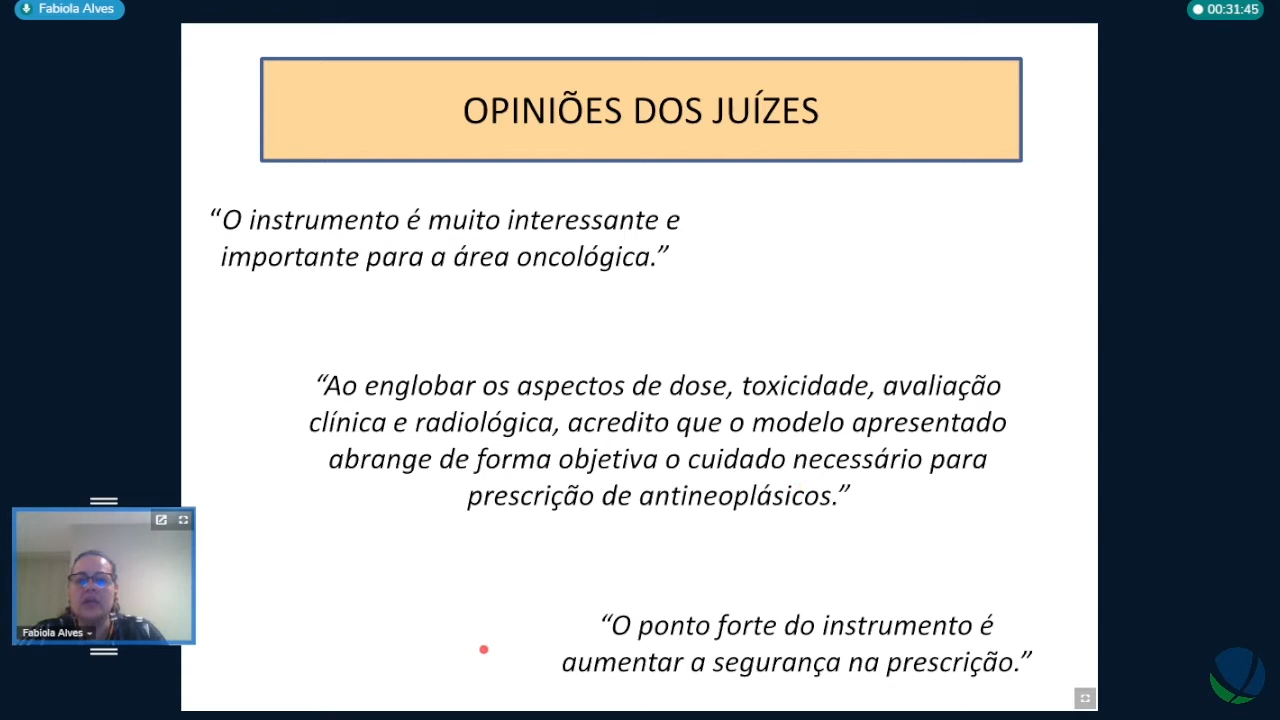 Fabiola Alves
00:31:45
OPINIÕES DOS JUÍZES
“O instrumento é muito interessante e
importante para a área oncológica.”
“Ao englobar os aspectos de dose, toxicidade, avaliação
clínica e radiológica, acredito que o modelo apresentado
abrange de forma objetiva o cuidado necessário para
prescrição de antineoplásicos.”
Fabiola Alves
“O ponto forte do instrumento é
aumentar a segurança na prescrição.”